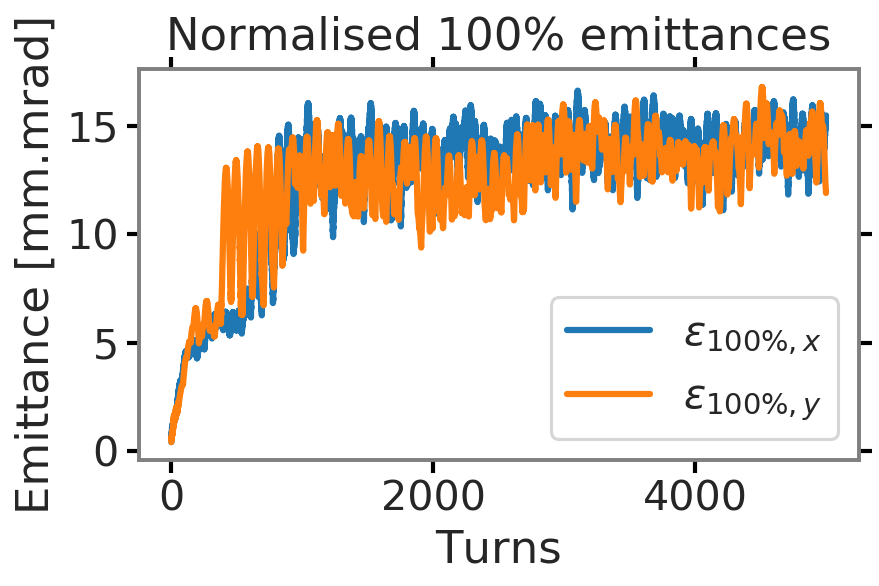 Normalised 100% emittances
Emittance [mm.mrad]
15
10
5
0
0 2000 4000
Turns
ε100%, x
ε100%, y